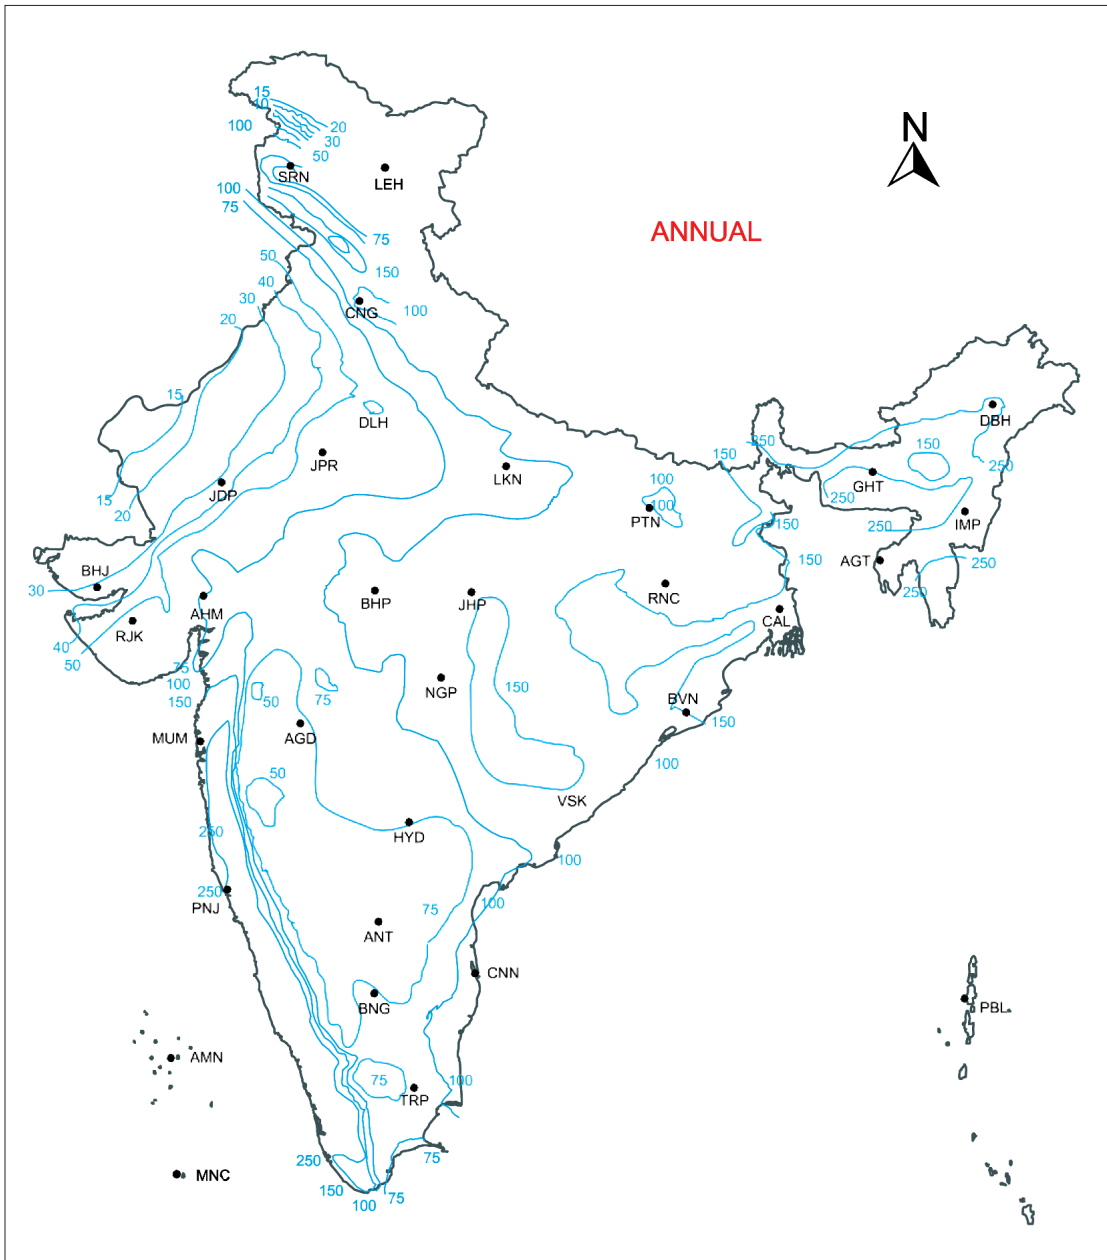 15
10
N
100
20
30
50
SRN
LEH
100
75
ANNUAL
75
50
150
40
30
CNG
100
20
15
DLH
250
150
150
DBH
JPR
250
LKN
100
GHT
JDP
15
100
250
20
PTN
150
IMP
250
150
AGT
250
BHJ
30
BHP
JHP
RNC
250
AHM
CAL
RJK
40
50
75
75
100
NGP
150
50
BVN
150
150
MUM
AGD
100
50
VSK
250
HYD
100
250
PNJ
75
100
ANT
CNN
BNG
PBL
AMN
75
100
TRP
250
75
MNC
150
100
75